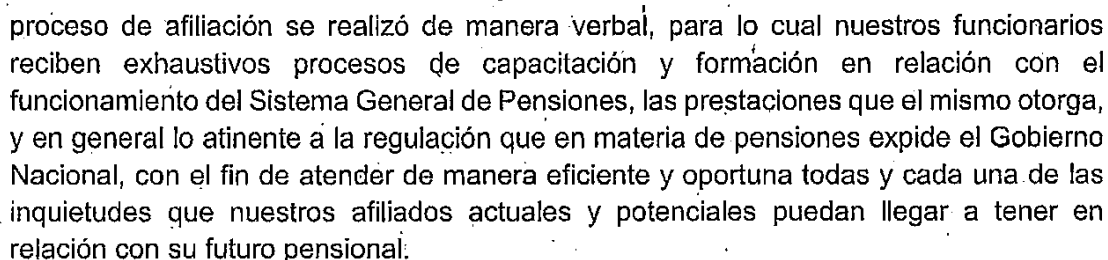 proceso de afiliación se realizó de manera verbal, para lo cual nuestros funcionarios
reciben exhaustivos procesos de capacitación y formación en relación con el
funcionamiento del Sistema General de Pensiones, las prestaciones que el mismo otorga,
y en general lo atinente a la regulación que en materia de pensiones expide el Gobierno
Nacional, con el fin de atender de manera eficiente y oportuna todas y cada una de las
inquietudes que nuestros afiliados actuales y potenciales puedan llegar a tener en
relación con su futuro pensional.